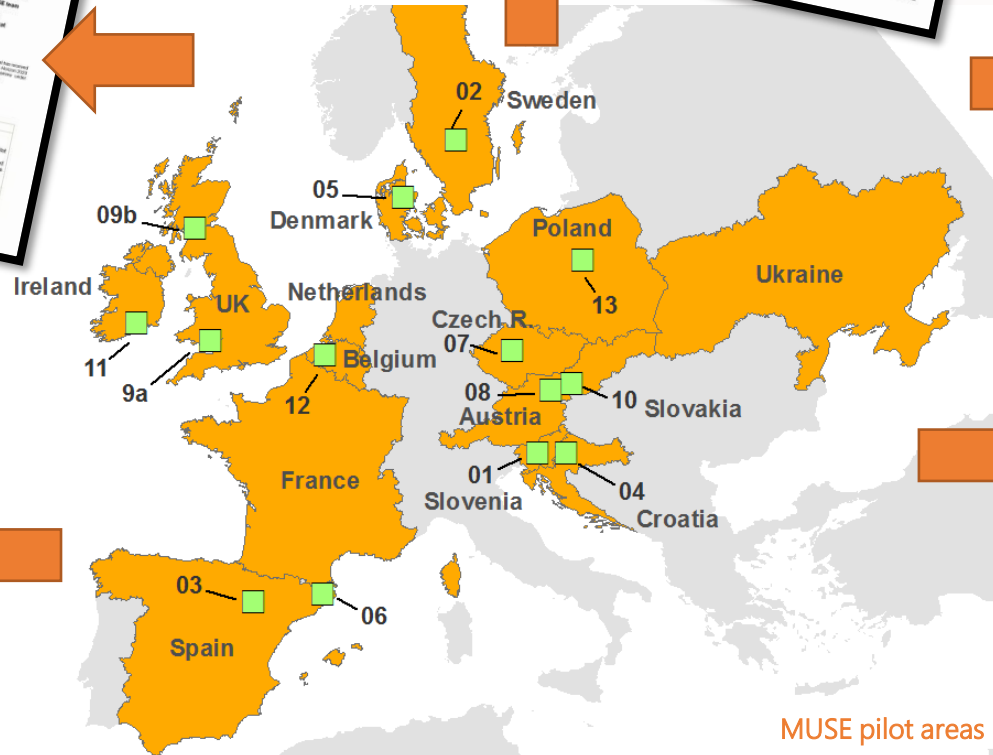 02
Sweden
05
Denmark
09b
Poland
Ireland
Netherlands
UK
Ukraine
13
Czech R.
07
11
9a
Belgium
12
08
10
Slovakia
Austria
France
01
04
Slovenia
Croatia
03
06
Spain
MUSE pilot areas